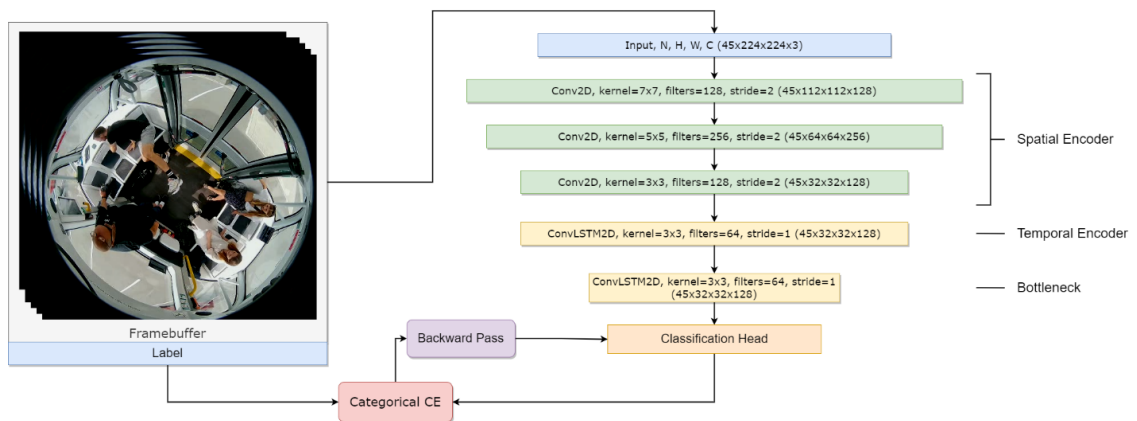 Input, N, H, W, C (45x224x224x3)
Conv2D, kernel=7x7, filters=128, stride=2 (45x112x112x128)
Conv2D, kernel=5x5, filters=256, stride=2 (45x64x64x256)
Spatial Encoder
Conv2D, kernel=3x3, filters=128, stride=2 (45x32x32x128)
ConvLSTM2D, kernel=3x3, filters=64, stride=1 (45x32x32x128)
Temporal Encoder
ConvLSTM2D, kernel=3x3, filters=64, stride=1
(45x32x32x128)
Bottleneck
Framebuffer
Label
Backward Pass
Classification Head
Categorical CE